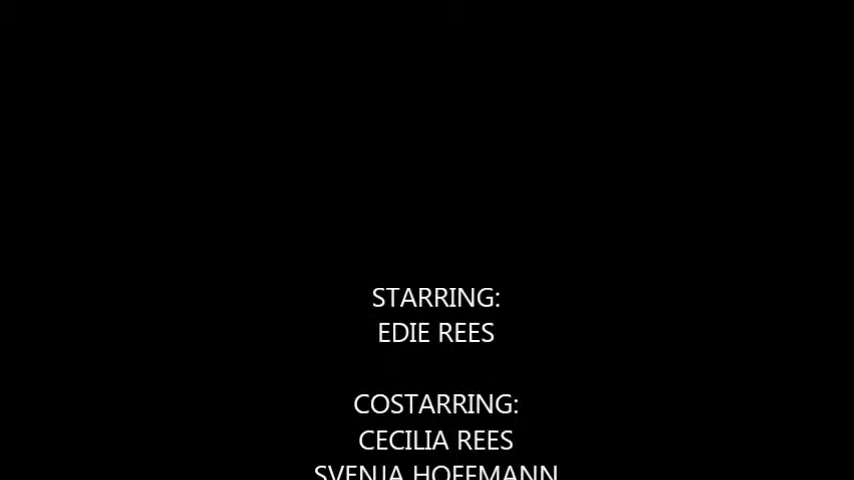 STARRING:
EDIE REES
COSTARRING:
CECILIA REES
SVENJA HOFFMANN